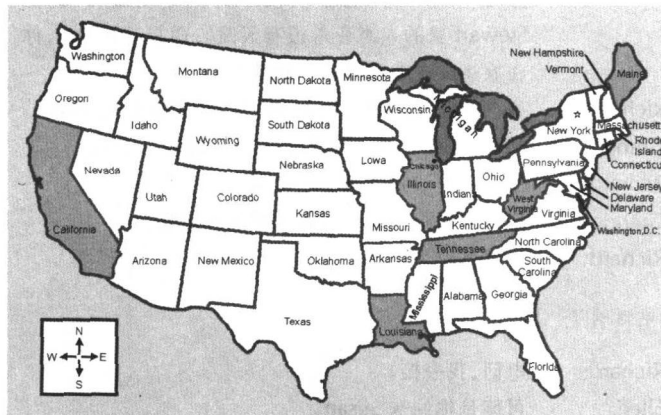 Washington
Montana
North Dakota
Minnesota
New Hampshire
Vermont
Maine
Oregon
Idaho
Wyoming
South Dakota
Wisconsin
Michigan
New York
Massachusetts
Rhode
Island
Connecticut
Nevada
Utah
Colorado
Nebraska
Iowa
Chicago
Illinois
Indiana
Ohio
Pennsylvania
New Jersey
Delaware
Maryland
West
Virginia
Virginia
Washington,D.C.
California
Kansas
Missouri
Kentucky
Tennessee
North Carolina
South
Carolina
Arizona
New Mexico
Oklahoma
Arkansas
Mississippi
Alabama
Georgia
Texas
Louisiana
Florida
N
W
E
S